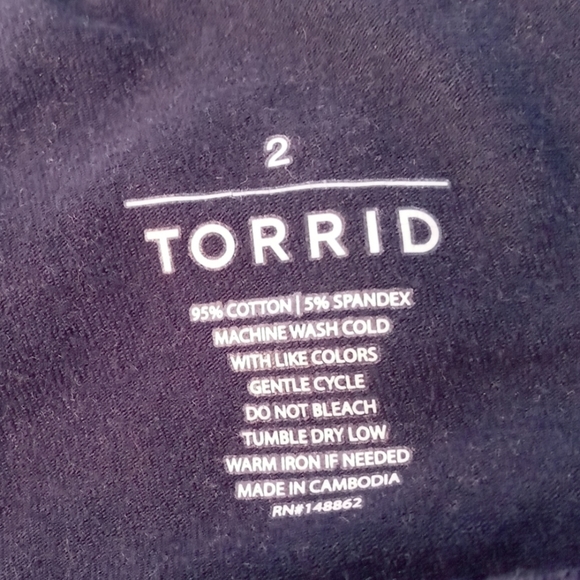 2
TORRID
95% COTTON | 5% SPANDEX
MACHINE WASH COLD
WITH LIKE COLORS
GENTLE CYCLE
DO NOT BLEACH
TUMBLE DRY LOW
WARM IRON IF NEEDED
MADE IN CAMBODIA
RN#148862